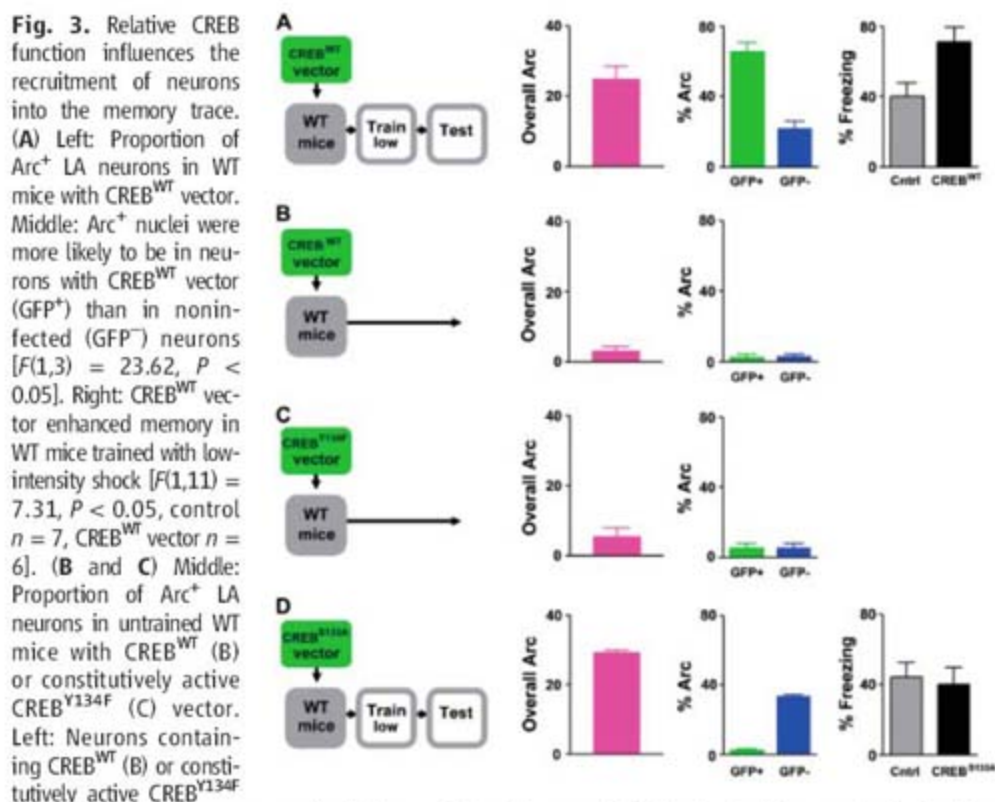 Fig. 3. Relative CREB
function influences the
recruitment of neurons
into the memory trace.
(A) Left: Proportion of
Arc+ LA neurons in WT
mice with CREBWT vector.
Middle: Arc+ nuclei were
more likely to be in neu-
rons with CREBWT vector
(GFP+) than in nonin-
fected (GFP−) neurons
[F(1,3) = 23.62, P <
0.05]. Right: CREBWT vec-
tor enhanced memory in
WT mice trained with low-
intensity shock [F(1,11) =
7.31, P < 0.05, control
n = 7, CREBWT vector n =
6]. (B and C) Middle:
Proportion of Arc+ LA
neurons in untrained WT
mice with CREBWT (B)
or constitutively active
CREBY134F (C) vector.
Left: Neurons contain-
ing CREBWT (B) or consti-
tutively active CREBY134F
A
CREBWT
vector
WT
mice
Train
low
Test
Overall Arc
40
20
0
% Arc
80
40
0
GFP+ GFP-
% Freezing
80
40
0
Cntrl CREBWT
B
CREBWT
vector
WT
mice
Overall Arc
40
20
0
% Arc
80
40
0
GFP+ GFP-
C
CREBY134F
vector
WT
mice
Overall Arc
40
20
0
% Arc
80
40
0
GFP+ GFP-
D
CREBS133A
vector
WT
mice
Train
low
Test
Overall Arc
40
20
0
% Arc
80
40
0
GFP+ GFP-
% Freezing
80
40
0
Cntrl CREBS133A